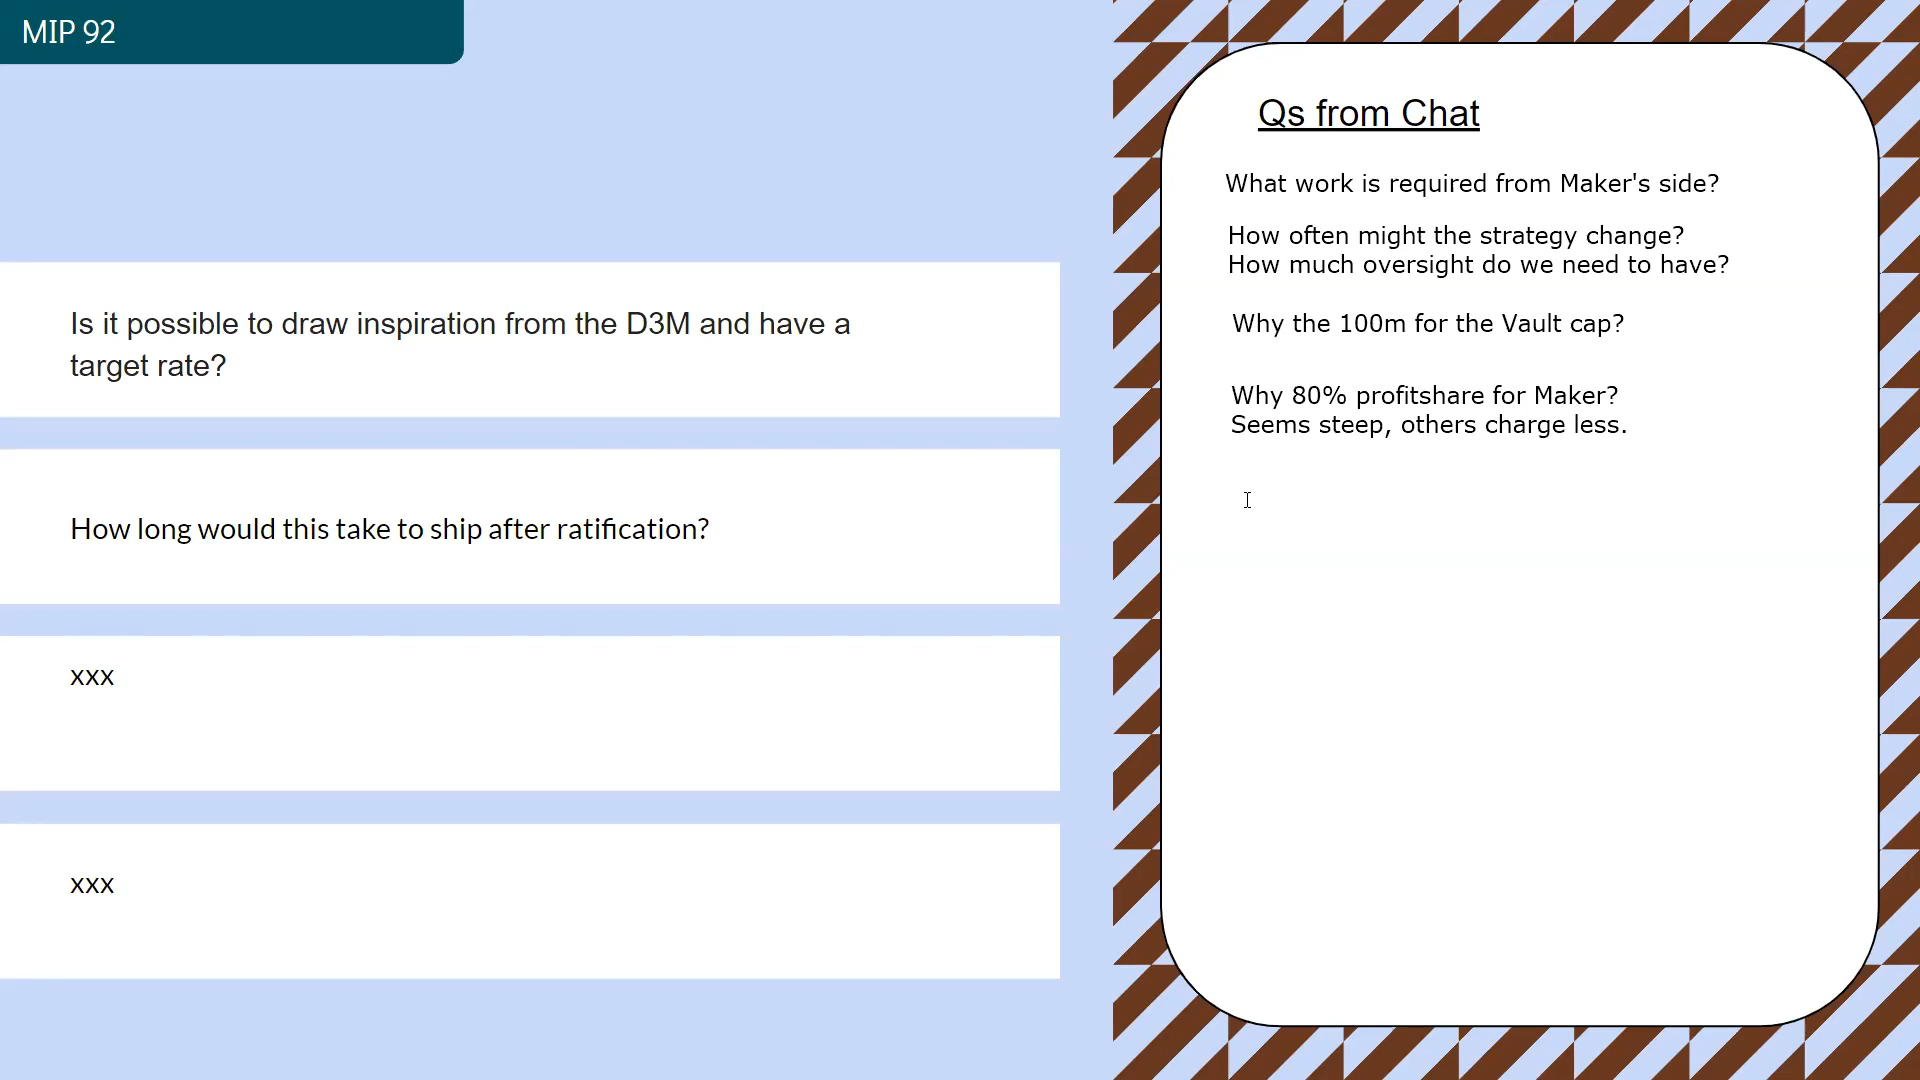 MIP 92
Is it possible to draw inspiration from the D3M and have a
target rate?
How long would this take to ship after ratification?
xxx
xxx
Qs from Chat
What work is required from Maker's side?
How often might the strategy change?
How much oversight do we need to have?
Why the 100m for the Vault cap?
Why 80% profitshare for Maker?
Seems steep, others charge less.